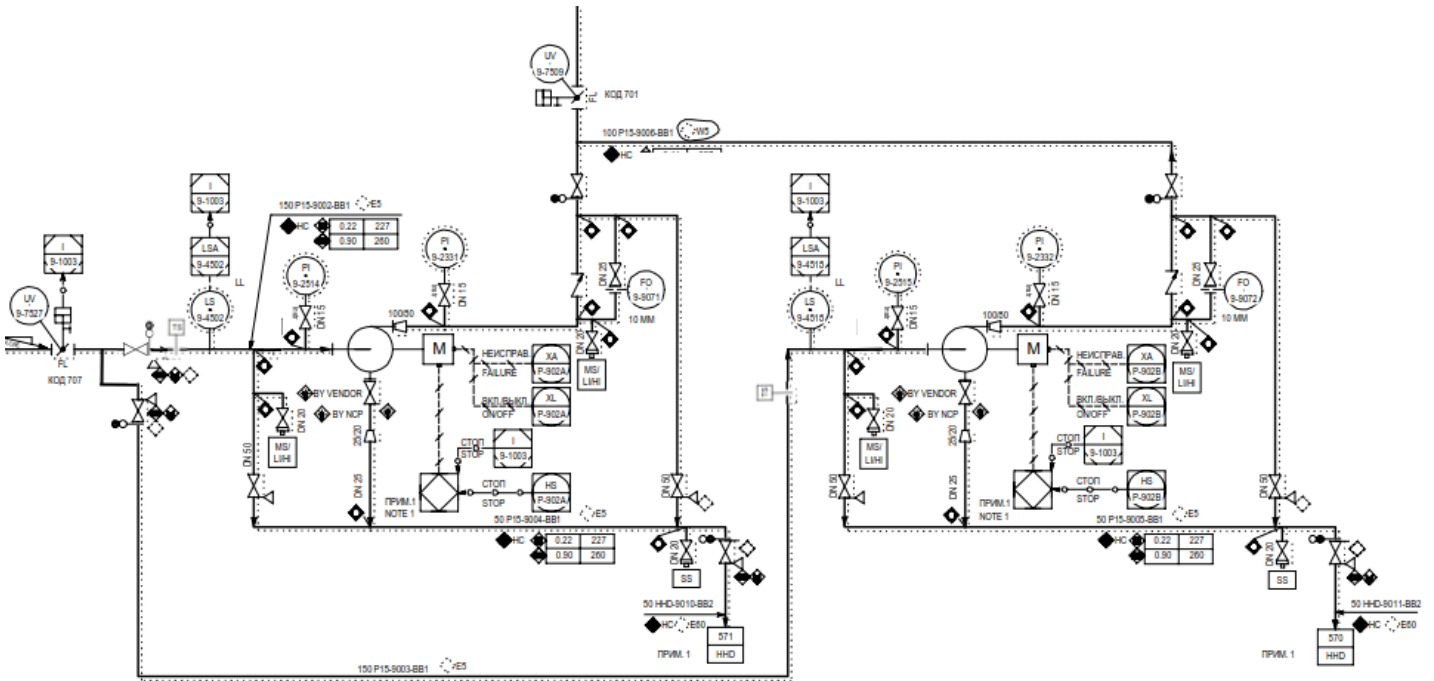 UV
9-7509
FL
КОД 701
100 P15-9006-BB1
W5
HC
I
9-1003
I
9-1003
150 P15-9002-BB1
E5
HC
0.22
227
0.90
260
I
9-1003
LSA
9-4502
LL
LS
9-4502
UV
9-7527
FL
КОД 707
TS
PI
9-2514
DN 15
PI
9-2331
DN 15
100/80
DN 25
FO
9-9071
10 MM
DN 20
MS/
LI/HI
M
НЕИСПРАВ.
FAILURE
XA
P-902A
ВКЛ./ВЫКЛ.
ON/OFF
XL
P-902A
BY VENDOR
BY NCP
25/20
DN 25
DN 20
MS/
LI/HI
DN 50
СТОП
STOP
I
9-1003
СТОП
STOP
HS
P-902A
ПРИМ.1
NOTE 1
50 P15-9004-BB1
E5
HC
0.22
227
0.90
260
DN 50
DN 20
SS
50 HHD-9010-BB2
HC
E60
571
HHD
ПРИМ. 1
150 P15-9003-BB1
E5
LSA
9-4515
LL
LS
9-4515
PI
9-2515
DN15
PI
9-2332
DN 15
100/80
DN 25
FO
9-9072
10 MM
DN 20
MS/
LI/HI
M
НЕИСПРАВ.
FAILURE
XA
P-902B
ВКЛ./ВЫКЛ.
ON/OFF
XL
P-902B
BY VENDOR
BY NCP
25/20
DN 25
DN 20
MS/
LI/HI
DN 50
СТОП
STOP
I
9-1003
СТОП
STOP
HS
P-902B
ПРИМ.1
NOTE 1
50 P15-9005-BB1
E5
HC
0.22
227
0.90
260
DN 50
DN 20
SS
50 HHD-9011-BB2
HC
E60
570
HHD
ПРИМ. 1